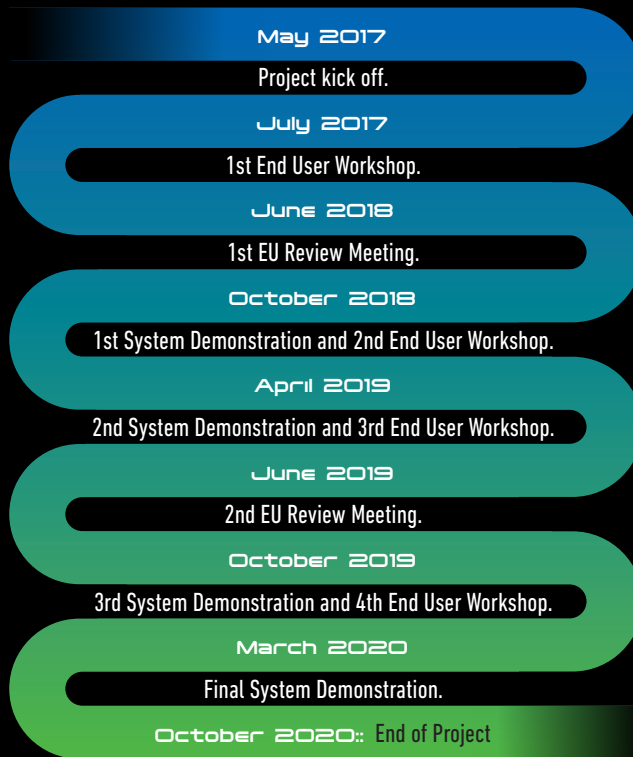 May 2017
Project kick off.
July 2017
1st End User Workshop.
June 2018
1st EU Review Meeting.
October 2018
1st System Demonstration and 2nd End User Workshop.
April 2019
2nd System Demonstration and 3rd End User Workshop.
June 2019
2nd EU Review Meeting.
October 2019
3rd System Demonstration and 4th End User Workshop.
March 2020
Final System Demonstration.
October 2020:: End of Project